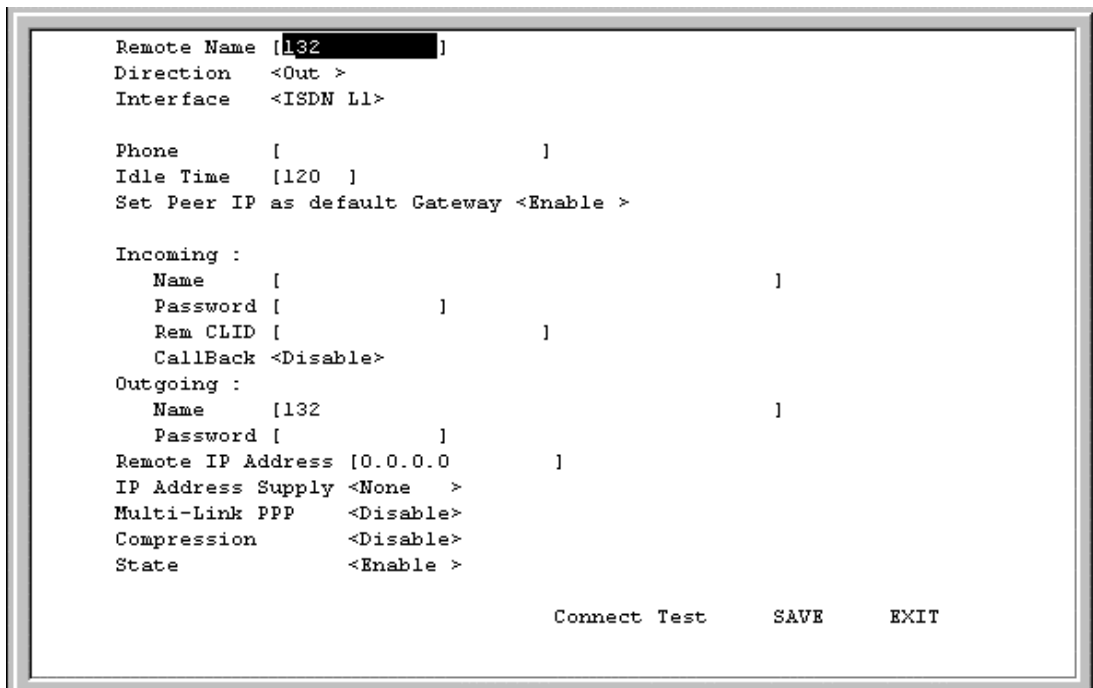 Remote Name [132 ]
Direction <Out >
Interface <ISDN L1>
Phone [ ]
Idle Time [120 ]
Set Peer IP as default Gateway <Enable >
Incoming :
Name [ ]
Password [ ]
Rem CLID [ ]
CallBack <Disable>
Outgoing :
Name [132 ]
Password [ ]
Remote IP Address [0.0.0.0 ]
IP Address Supply <None >
Multi-Link PPP <Disable>
Compression <Disable>
State <Enable >
Connect Test SAVE EXIT